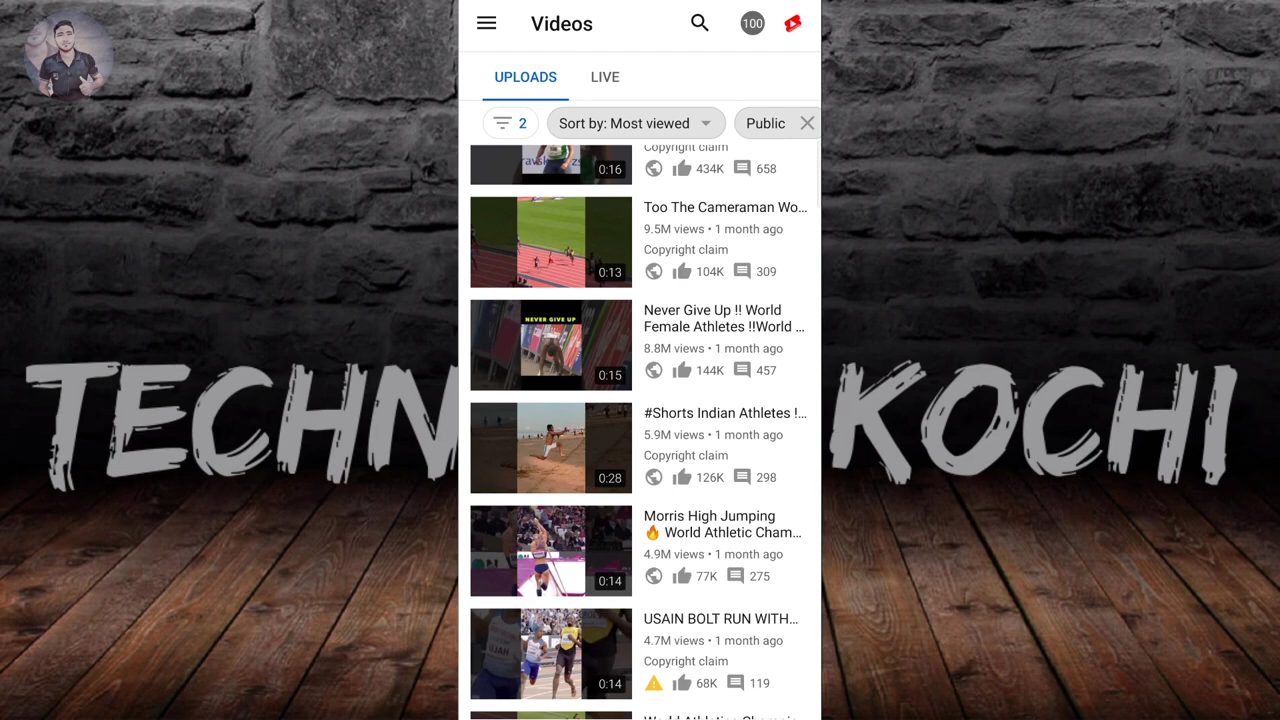 Videos
100
UPLOADS
LIVE
2
Sort by: Most viewed
Public
Copyright claim
0:16
434K
658
Too The Cameraman Wo...
9.5M views • 1 month ago
Copyright claim
0:13
104K
309
NEVER GIVE UP
Never Give Up !! World
Female Athletes !!World ...
8.8M views • 1 month ago
0:15
144K
457
#Shorts Indian Athletes !...
5.9M views • 1 month ago
Copyright claim
0:28
126K
298
Morris High Jumping
🔥 World Athletic Cham...
4.9M views • 1 month ago
0:14
77K
275
USAIN BOLT RUN WITH...
4.7M views • 1 month ago
Copyright claim
0:14
68K
119
TECHN
KOCHI